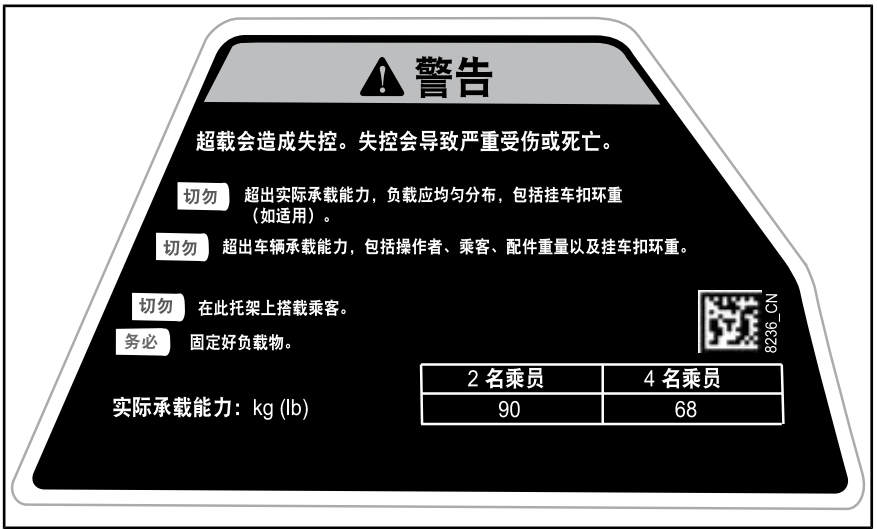 警告
超载会造成失控。失控会导致严重受伤或死亡。
切勿 超出实际承载能力，负载应均匀分布，包括挂车扣环重
（如适用）。
切勿 超出车辆承载能力，包括操作者、乘客、配件重量以及挂车扣环重。
切勿 在此托架上搭载乘客。
务必 固定好负载物。
8236_CN
2 名乘员 4 名乘员
实际承载能力：kg (lb) 90 68